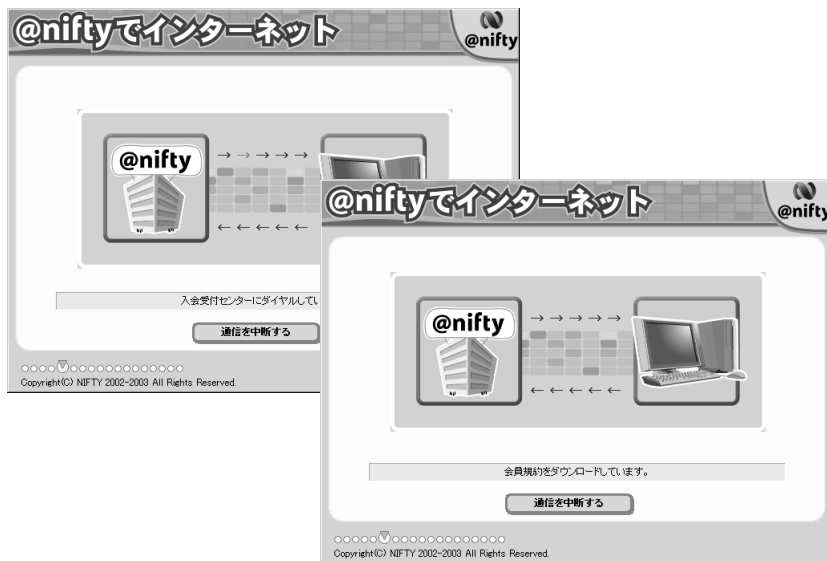 @niftyでインターネット
@nifty
@nifty
→ → → → →
← ← ← ← ←
入会受付センターにダイヤルしてい
通信を中断する
Copyright(C) NIFTY 2002-2003 All Rights Reserved.
@niftyでインターネット
@nifty
@nifty
→ → → → →
← ← ← ← ←
会員規約をダウンロードしています。
通信を中断する
Copyright(C) NIFTY 2002-2003 All Rights Reserved.